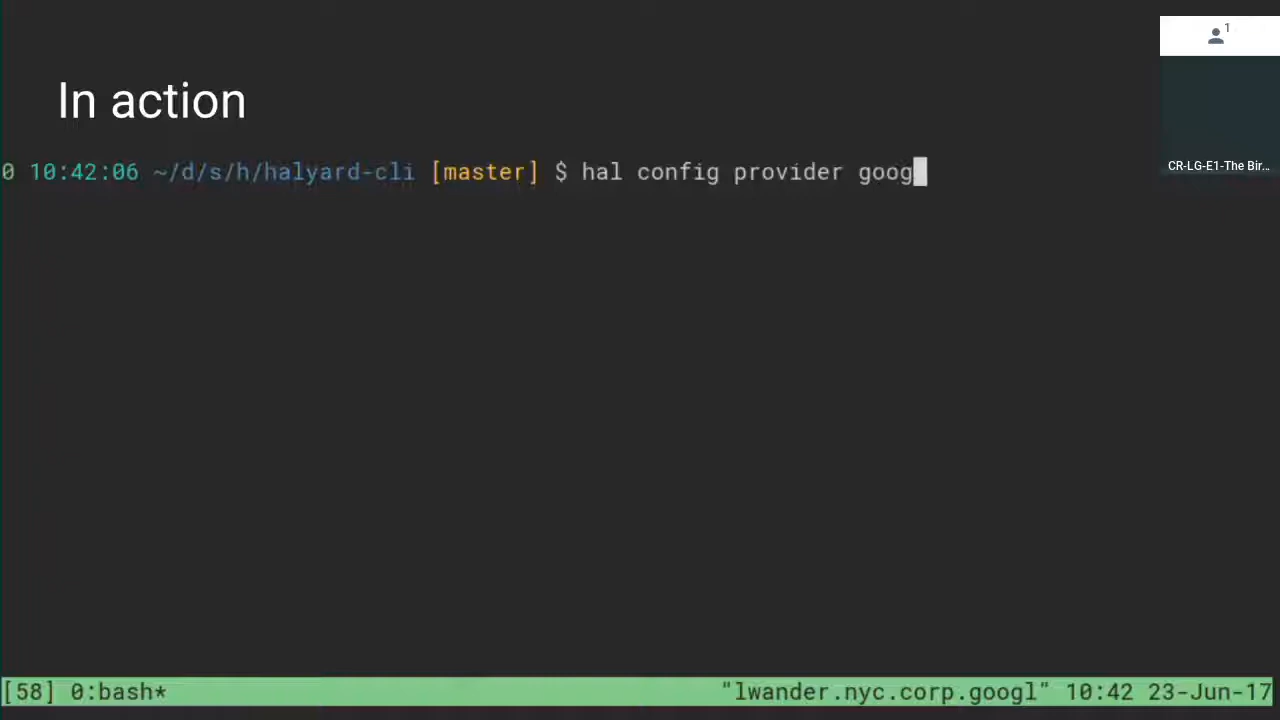 1
In action
0 10:42:06 ~/d/s/h/halyard-cli [master] $ hal config provider goog
CR-LG-E1-The Bir...
[58] 0:bash* "lwander.nyc.corp.googl" 10:42 23-Jun-17